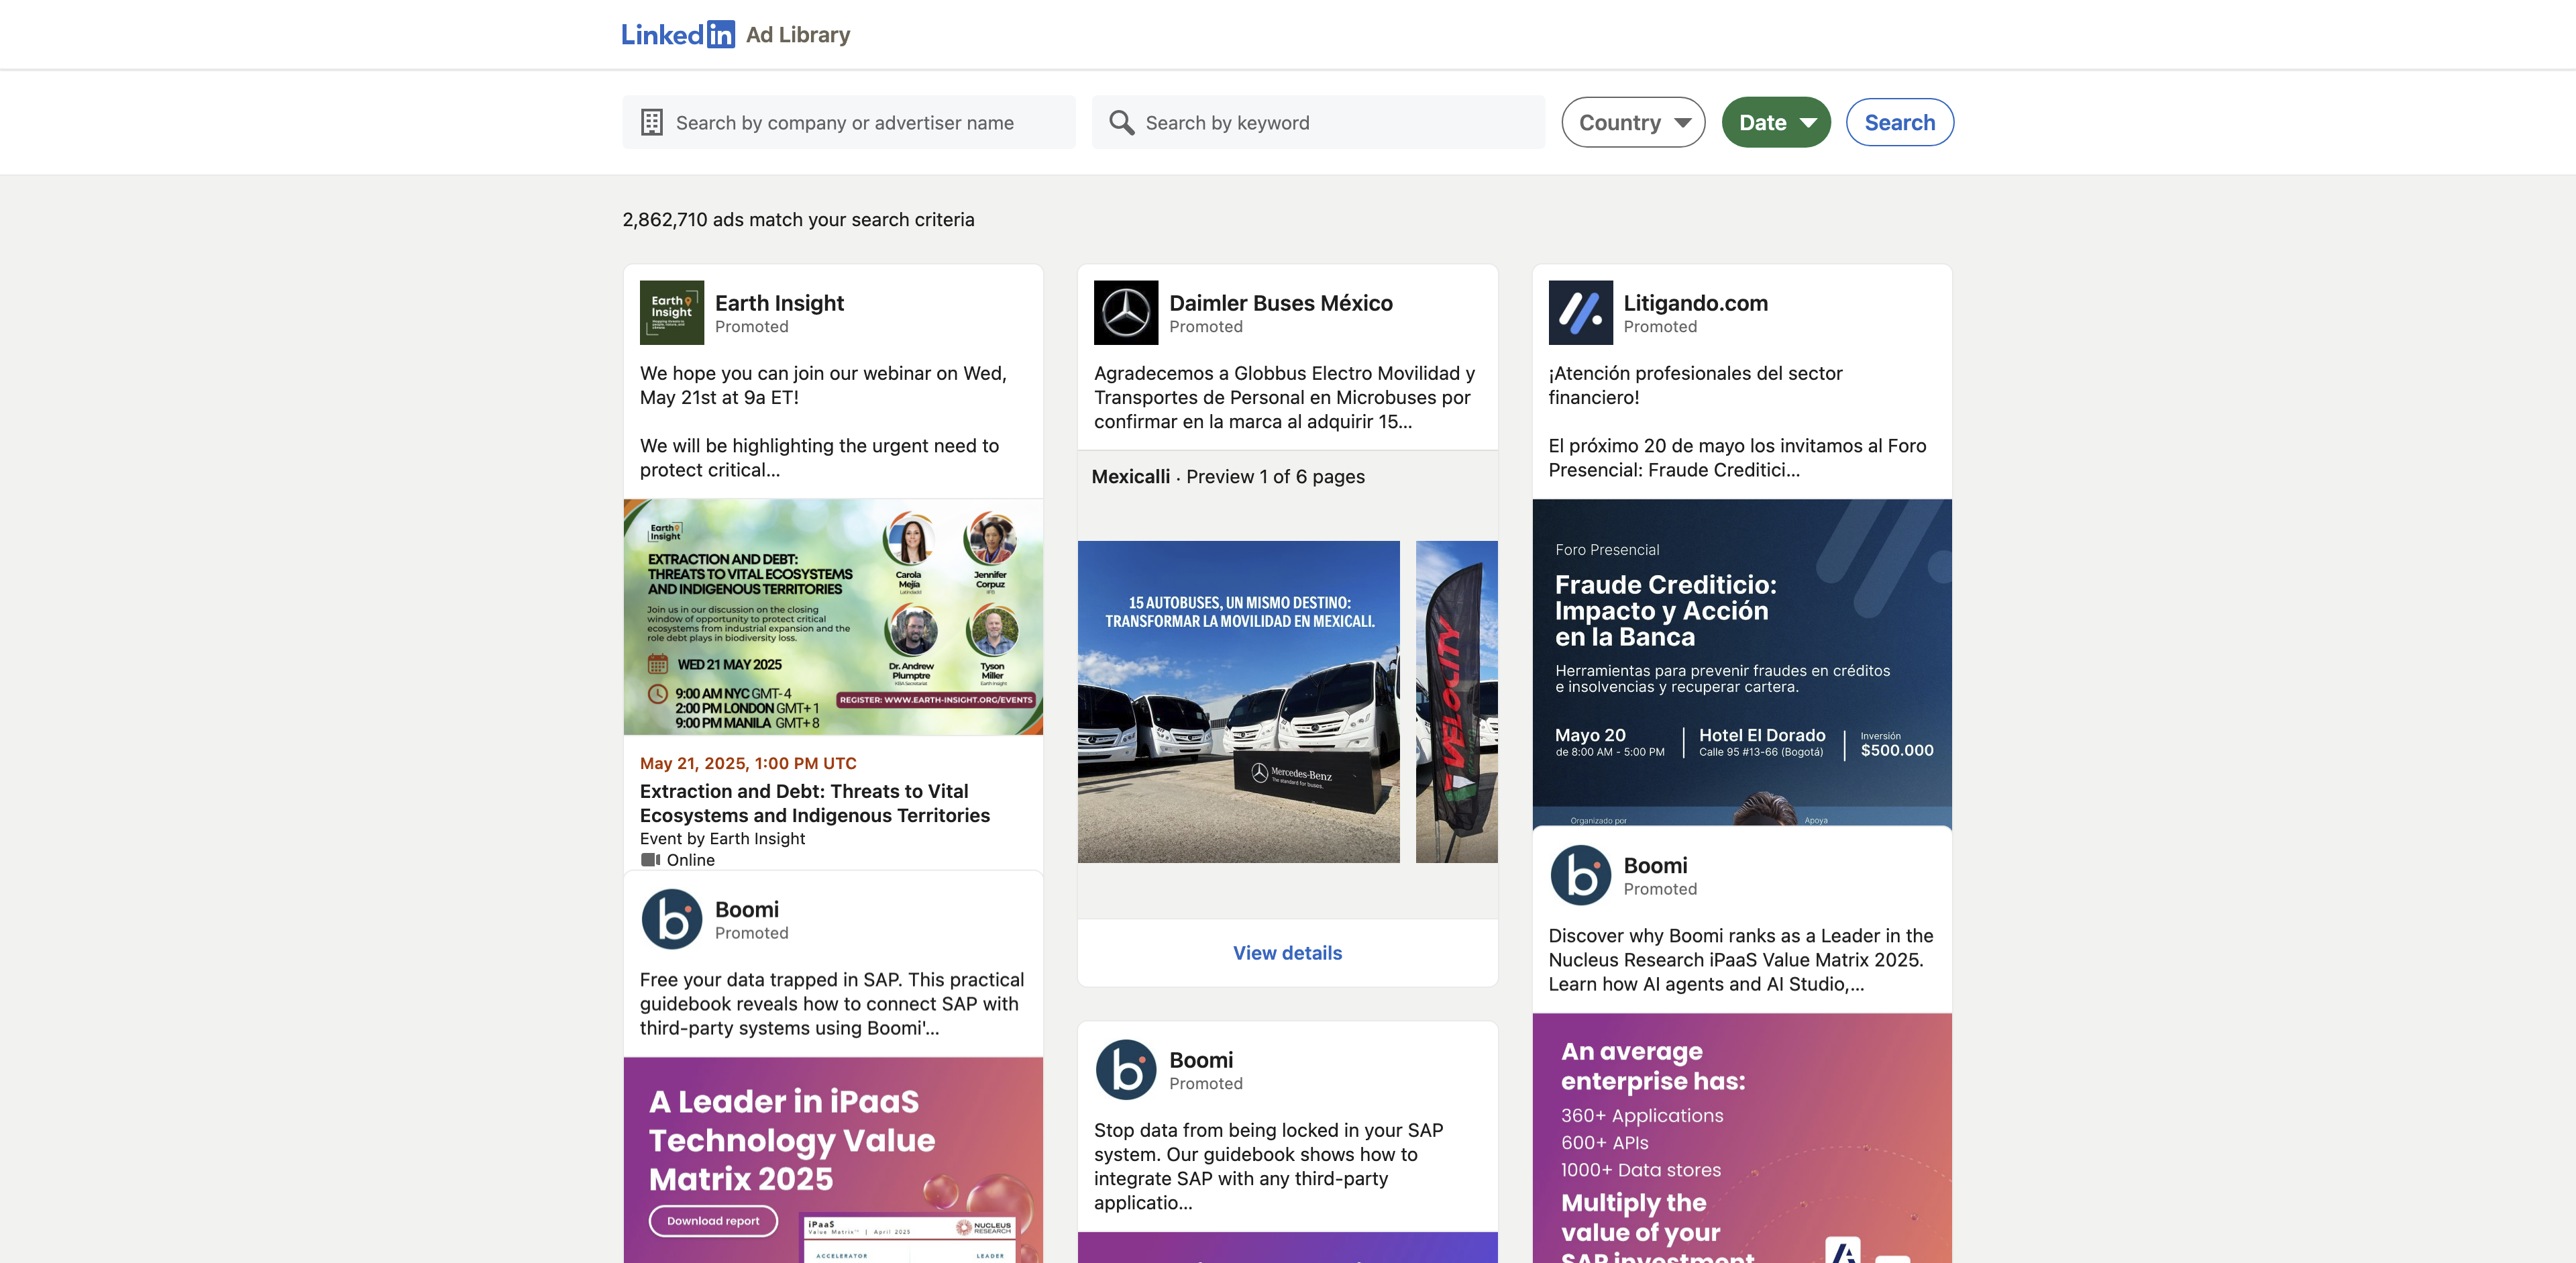 Linkedin Ad Library
Search by company or advertiser name
Search by keyword
Country
Date
Search
2,862,710 ads match your search criteria
Earth Insight
Earth Insight
Promoted
We hope you can join our webinar on Wed,
May 21st at 9a ET!
We will be highlighting the urgent need to
protect critical...
Earth
Insight
EXTRACTION AND DEBT:
THREATS TO VITAL ECOSYSTEMS
AND INDIGENOUS TERRITORIES
Join us in our discussion on the closing
window of opportunity to protect critical
ecosystems from industrial expansion and the
role debt plays in biodiversity loss.
WED 21 MAY 2025
9:00 AM NYC GMT-4
2:00 PM LONDON GMT+1
9:00 PM MANILA GMT+8
Carola
Mejía
Latindadd
Jennifer
Corpuz
Dr. Andrew
Plumptre
KBA Secretariat
Tyson
Miller
Earth Insight
REGISTER: WWW.EARTH-INSIGHT.ORG/EVENTS
May 21, 2025, 1:00 PM UTC
Extraction and Debt: Threats to Vital
Ecosystems and Indigenous Territories
Event by Earth Insight
Online
Boomi
Promoted
Free your data trapped in SAP. This practical
guidebook reveals how to connect SAP with
third-party systems using Boomi'...
A Leader in iPaaS
Technology Value
Matrix 2025
Download report
iPaaS
Value Matrix™ | April 2025
NUCLEUS
RESEARCH
ACCELERATOR
LEADER
Daimler Buses México
Promoted
Agradecemos a Globbus Electro Movilidad y
Transportes de Personal en Microbuses por
confirmar en la marca al adquirir 15...
Mexicalli · Preview 1 of 6 pages
15 AUTOBUSES, UN MISMO DESTINO:
TRANSFORMAR LA MOVILIDAD EN MEXICALI.
Mercedes-Benz
The standard for buses.
VELOCITY
View details
b
Boomi
Promoted
Stop data from being locked in your SAP
system. Our guidebook shows how to
integrate SAP with any third-party
applicatio...
Litigando.com
Promoted
¡Atención profesionales del sector
financiero!
El próximo 20 de mayo los invitamos al Foro
Presencial: Fraude Creditici...
Foro Presencial
Fraude Crediticio:
Impacto y Acción
en la Banca
Herramientas para prevenir fraudes en créditos
e insolvencias y recuperar cartera.
Mayo 20
de 8:00 AM - 5:00 PM
Hotel El Dorado
Calle 95 #13-66 (Bogotá)
Inversión
$500.000
Organizado por
Apoya
b
Boomi
Promoted
Discover why Boomi ranks as a Leader in the
Nucleus Research iPaaS Value Matrix 2025.
Learn how AI agents and AI Studio,...
An average
enterprise has:
360+ Applications
600+ APIs
1000+ Data stores
Multiply the
value of your
SAP investment